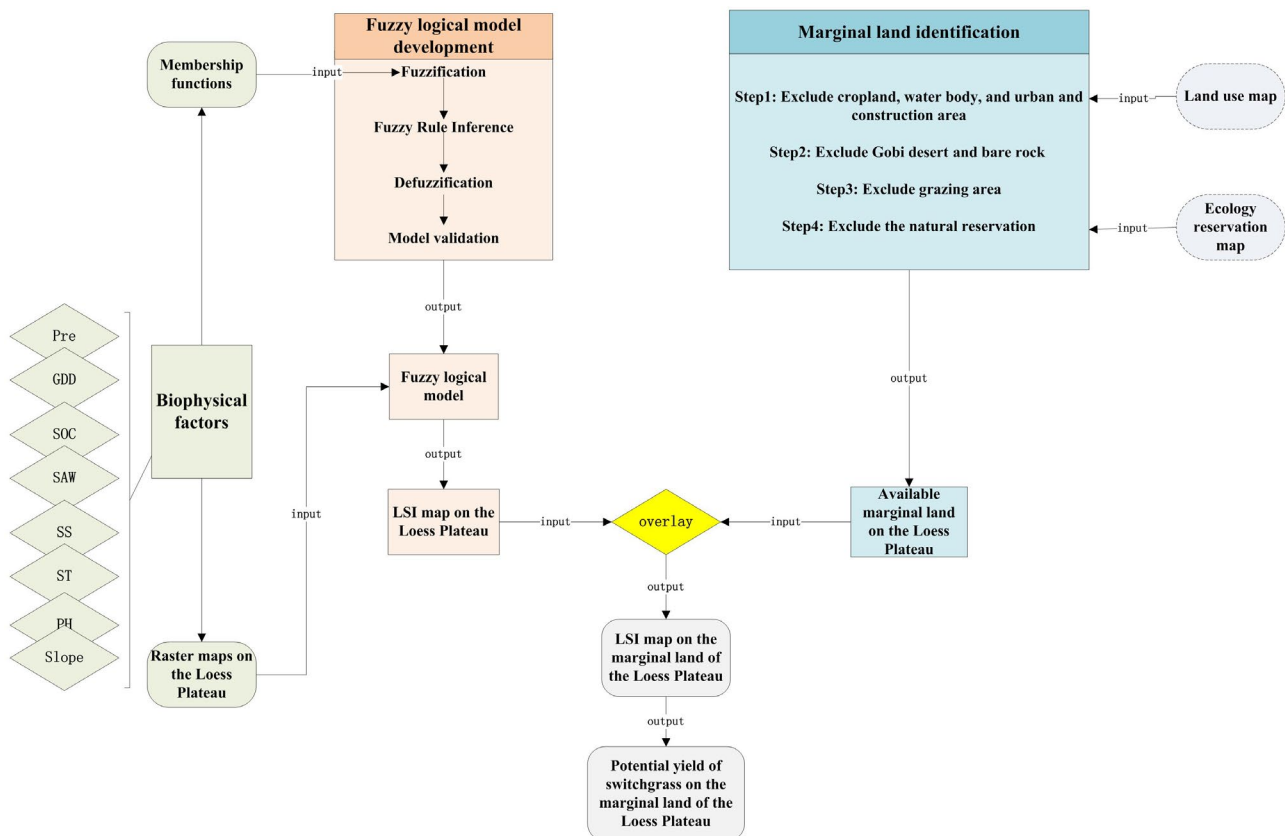 Fuzzy logical model
development
Membership
functions
input
Fuzzification
Fuzzy Rule Inference
Defuzzification
Model validation
Marginal land identification
Step1: Exclude cropland, water body, and urban and
construction area
Step2: Exclude Gobi desert and bare rock
Step3: Exclude grazing area
Step4: Exclude the natural reservation
input
Land use map
input
Ecology
reservation
map
output
output
Pre
GDD
SOC
SAW
SS
ST
PH
Slope
Biophysical
factors
Fuzzy logical
model
output
input
LSI map on the
Loess Plateau
input
overlay
input
Available
marginal land
on the Loess
Plateau
output
Raster maps on
the Loess
Plateau
LSI map on the
marginal land of
the Loess Plateau
output
Potential yield of
switchgrass on the
marginal land of the
Loess Plateau